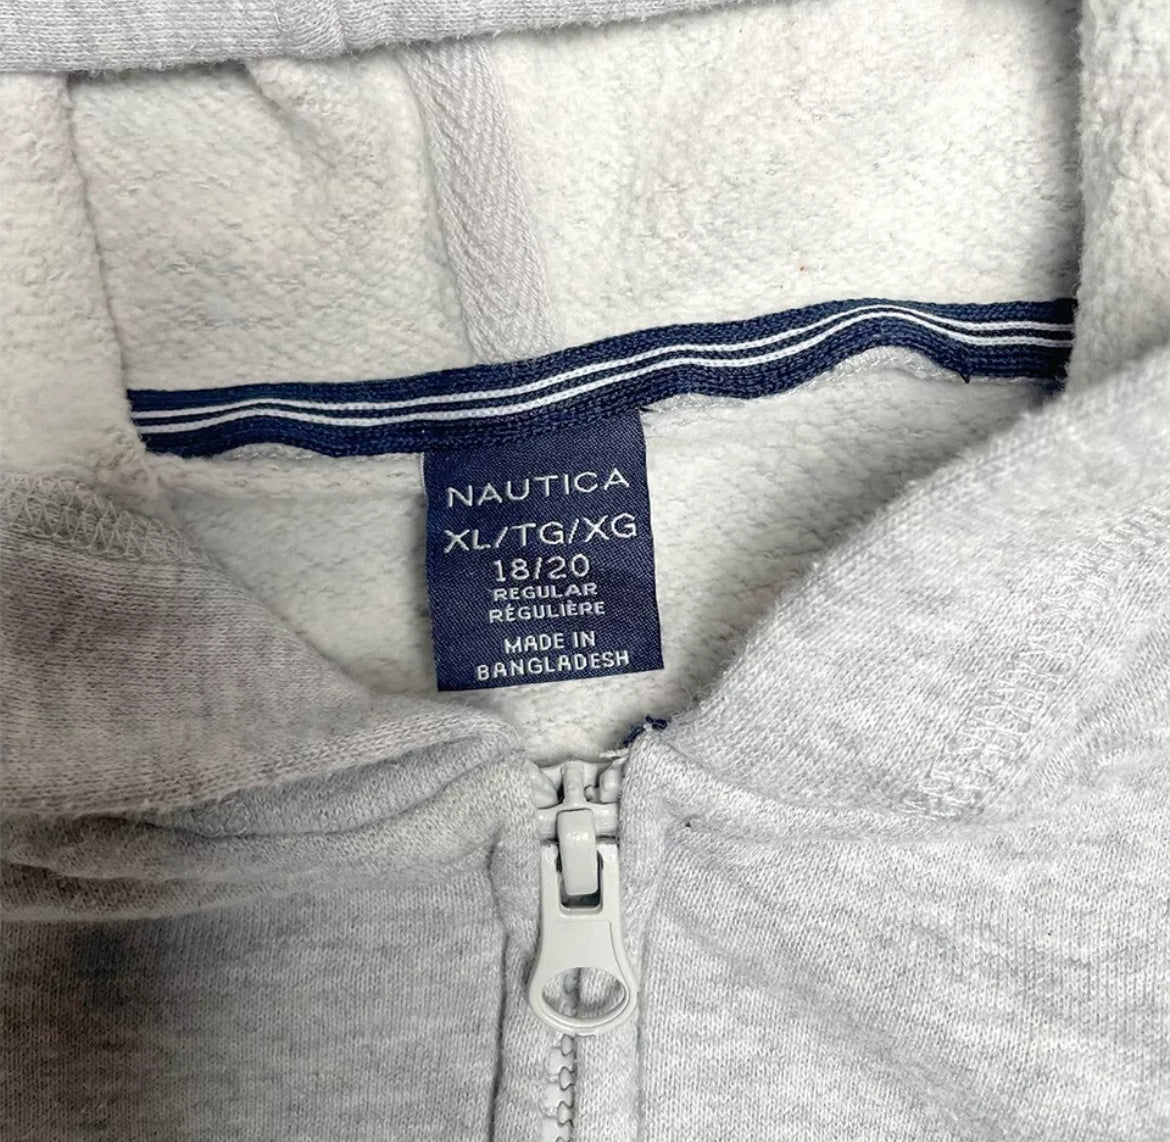 NAUTICA
XL/TG/XG
18/20
REGULAR
RÉGULIÈRE
MADE IN
BANGLADESH